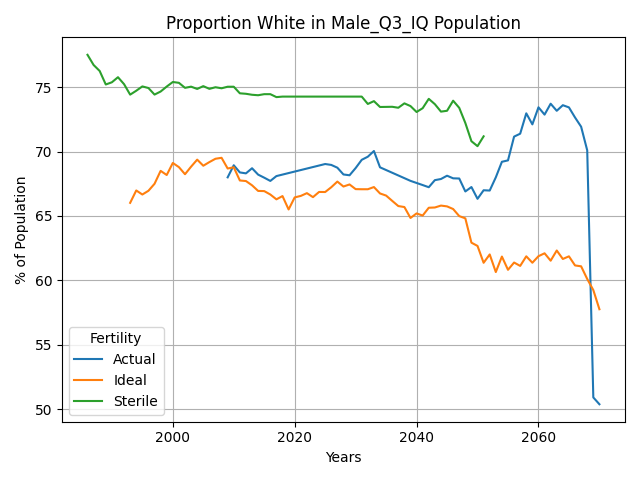 Proportion White in Male_Q3_IQ Population
% of Population
75
70
65
60
55
50
Fertility
Actual
Ideal
Sterile
2000
2020
2040
2060
Years